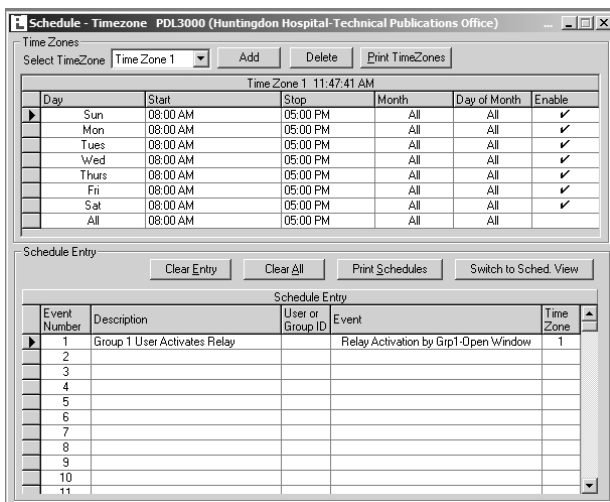 Schedule - Timezone PDL3000 (Huntingdon Hospital-Technical Publications Office) ...
Time Zones
Select TimeZone Time Zone 1 Add Delete Print TimeZones
Time Zone 1 11:47:41 AM
Day Start Stop Month Day of Month Enable
Sun 08:00 AM 05:00 PM All All ✔
Mon 08:00 AM 05:00 PM All All ✔
Tues 08:00 AM 05:00 PM All All ✔
Wed 08:00 AM 05:00 PM All All ✔
Thurs 08:00 AM 05:00 PM All All ✔
Fri 08:00 AM 05:00 PM All All ✔
Sat 08:00 AM 05:00 PM All All ✔
All 08:00 AM 05:00 PM All All
Schedule Entry
Clear Entry Clear All Print Schedules Switch to Sched. View
Schedule Entry
Event Number Description User or Group ID Event Time Zone
1 Group 1 User Activates Relay Relay Activation by Grp1-Open Window 1
2
3
4
5
6
7
8
9
10
11